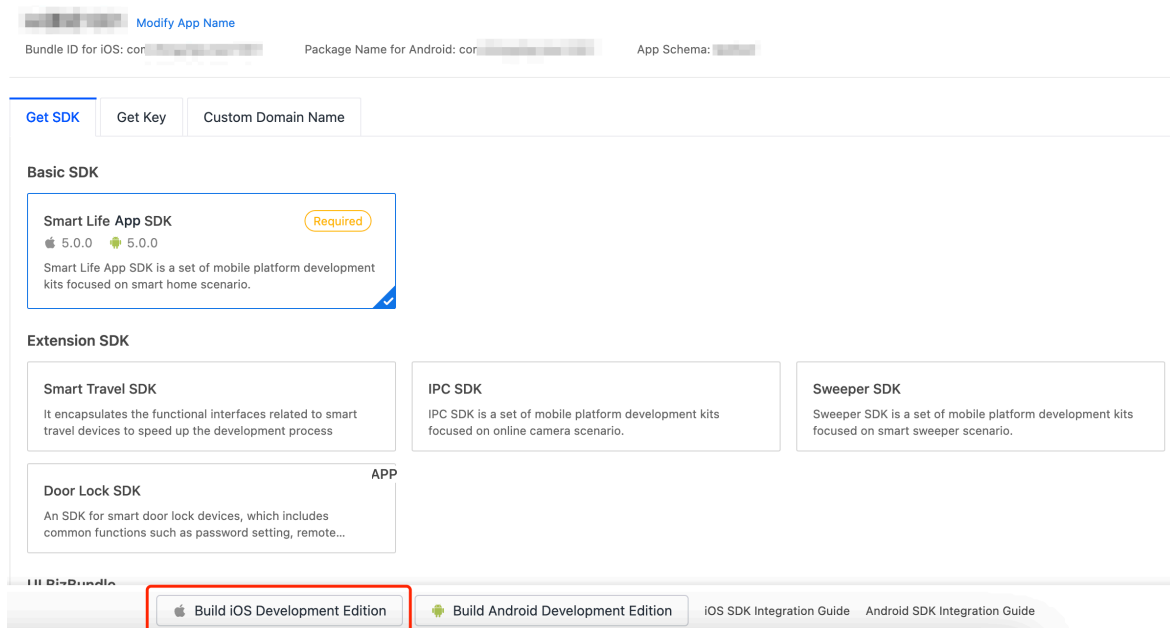 Modify App Name
Bundle ID for iOS: com
Package Name for Android: com
App Schema:
Get SDK
Get Key
Custom Domain Name
Basic SDK
Smart Life App SDK
Required
5.0.0
5.0.0
Smart Life App SDK is a set of mobile platform development
kits focused on smart home scenario.
Extension SDK
Smart Travel SDK
It encapsulates the functional interfaces related to smart
travel devices to speed up the development process
IPC SDK
IPC SDK is a set of mobile platform development kits
focused on online camera scenario.
Sweeper SDK
Sweeper SDK is a set of mobile platform development kits
focused on smart sweeper scenario.
APP
Door Lock SDK
An SDK for smart door lock devices, which includes
common functions such as password setting, remote...
UI BizBundle
Build iOS Development Edition
Build Android Development Edition
iOS SDK Integration Guide
Android SDK Integration Guide